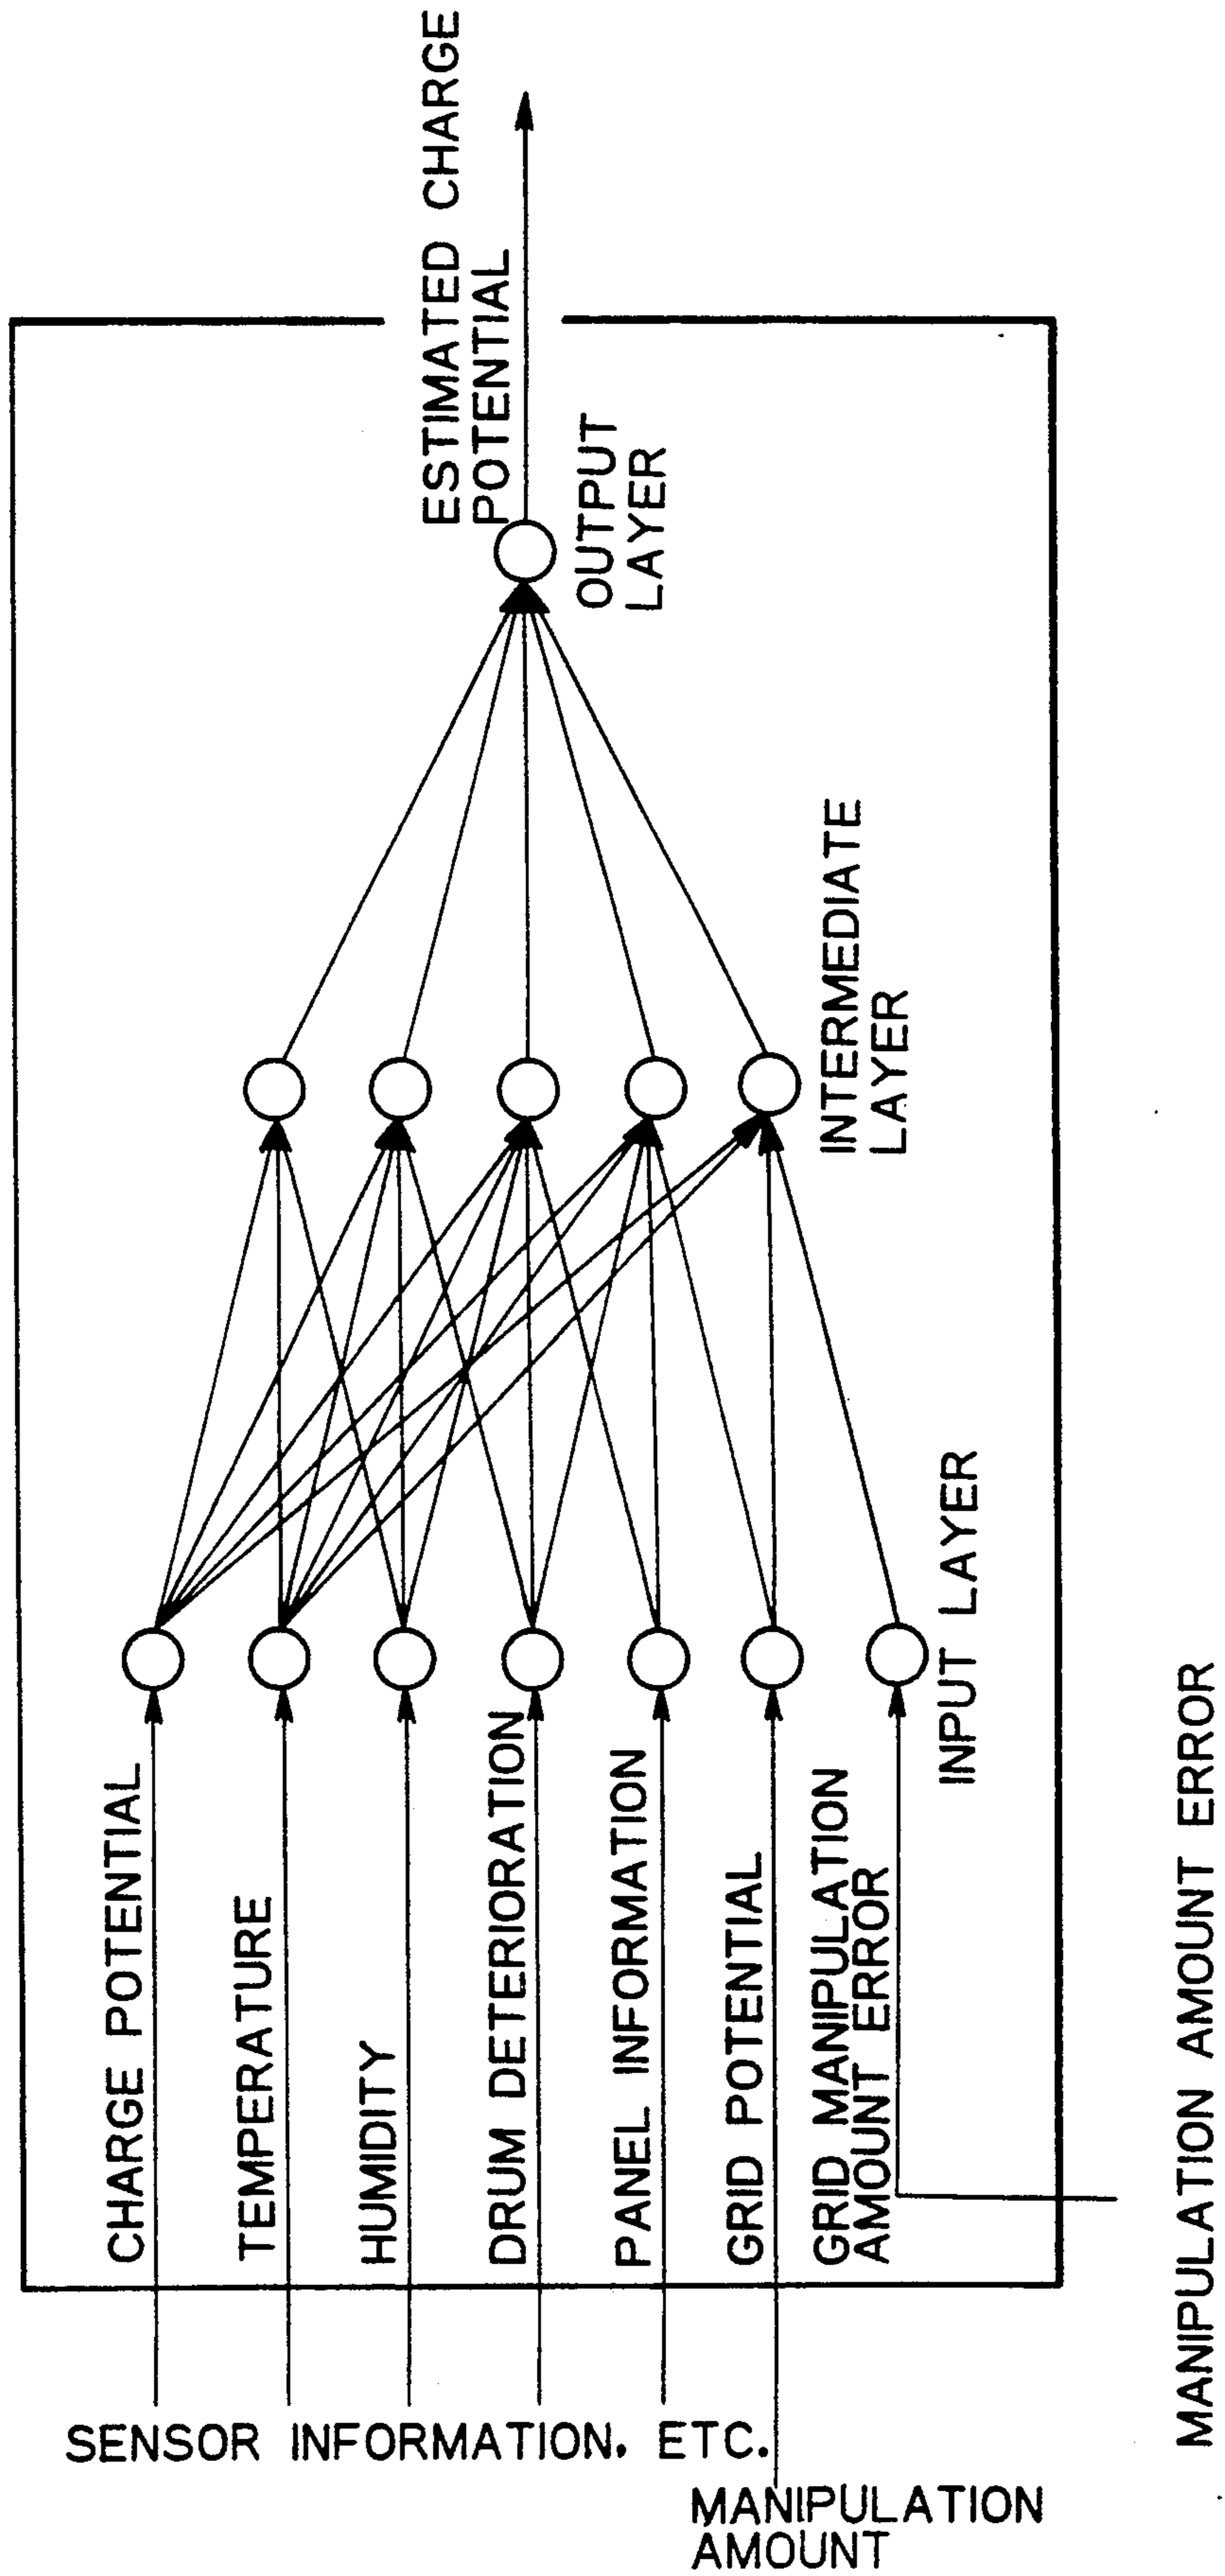 SENSOR INFORMATION, ETC.
MANIPULATION
AMOUNT
CHARGE POTENTIAL
TEMPERATURE
HUMIDITY
DRUM DETERIORATION
PANEL INFORMATION
GRID POTENTIAL
GRID MANIPULATION
AMOUNT ERROR
INPUT LAYER
INTERMEDIATE
LAYER
OUTPUT
LAYER
ESTIMATED CHARGE
POTENTIAL
MANIPULATION AMOUNT ERROR